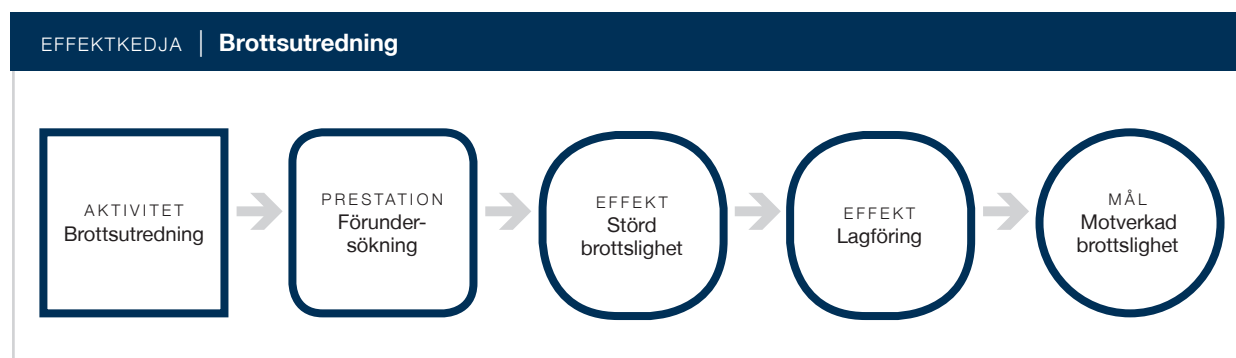 EFFEKTKEDJA | Brottsutredning
AKTIVITET
Brottsutredning
PRESTATION
Förunder-
sökning
EFFEKT
Störd
brottslighet
EFFEKT
Lagföring
MÅL
Motverkad
brottslighet